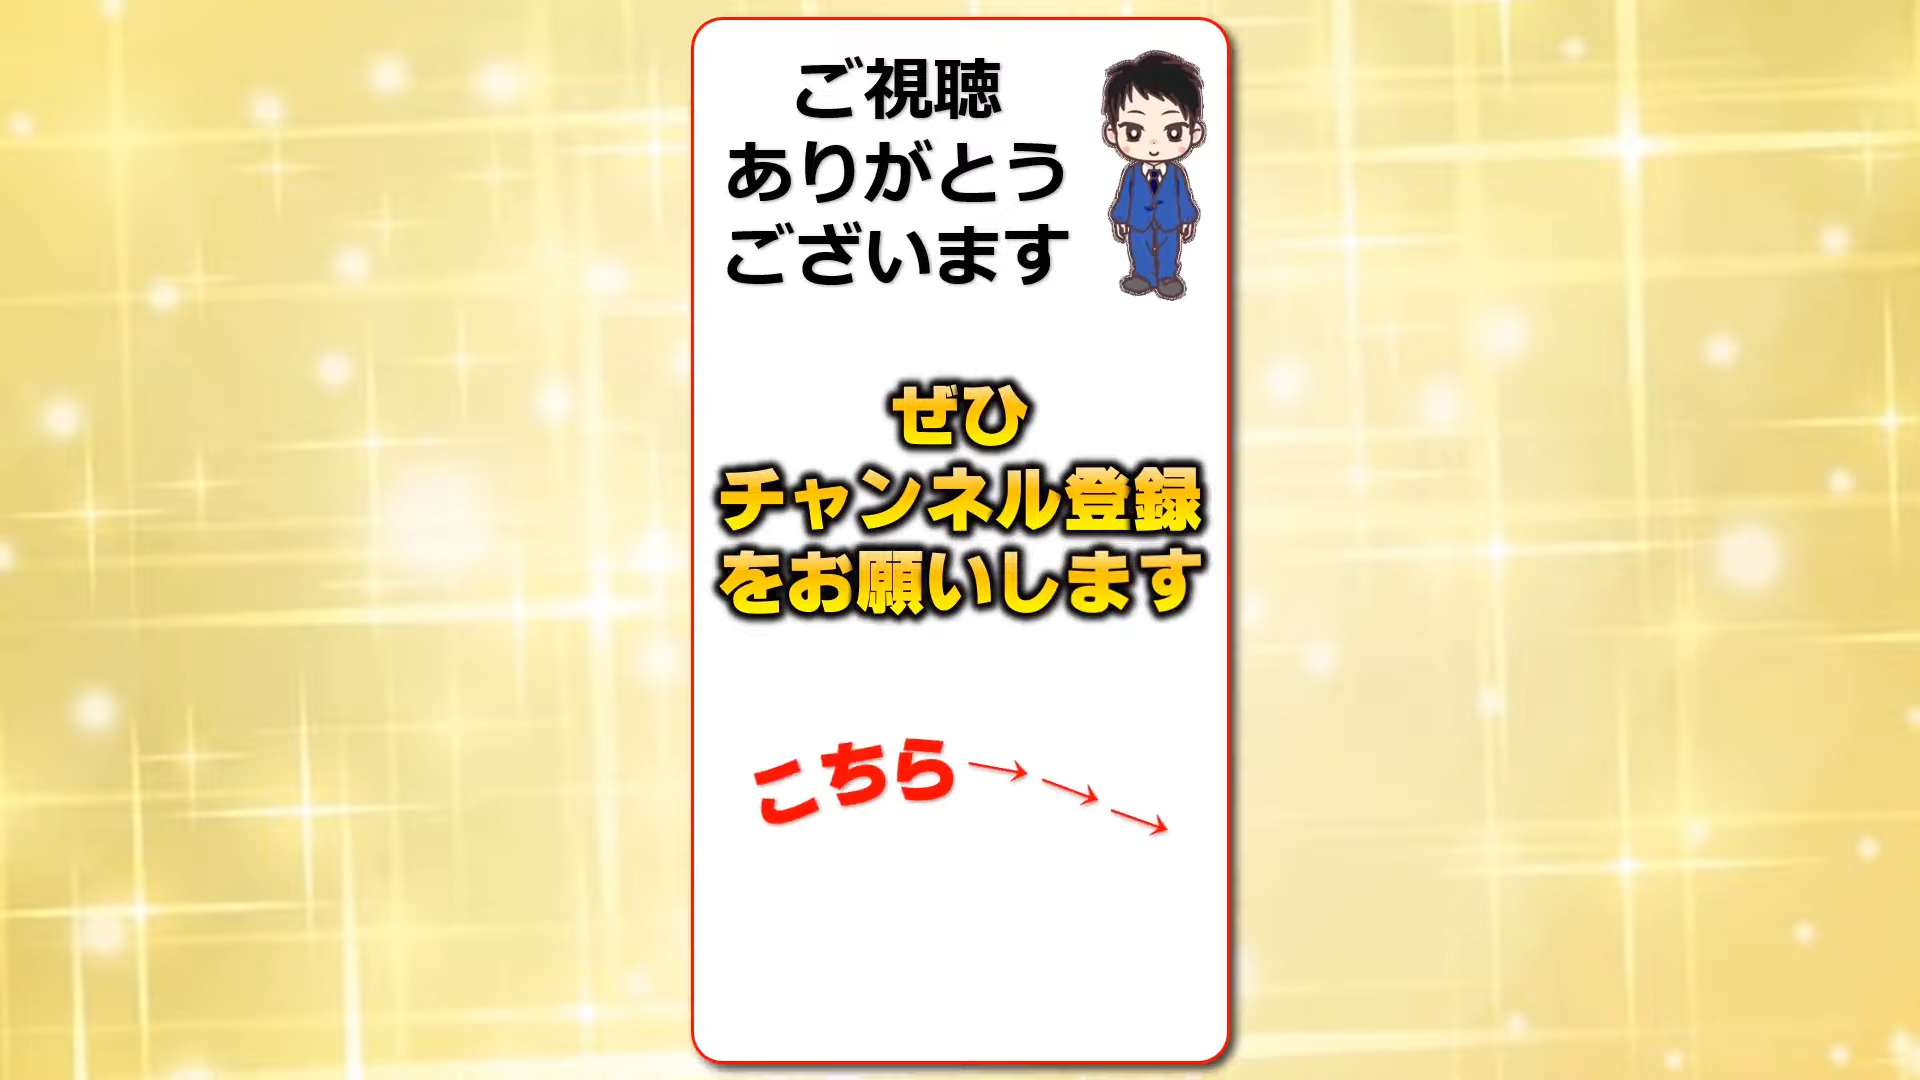 ご視聴
ありがとう
ございます
ぜひ
チャンネル登録
をお願いします
こちら→→→